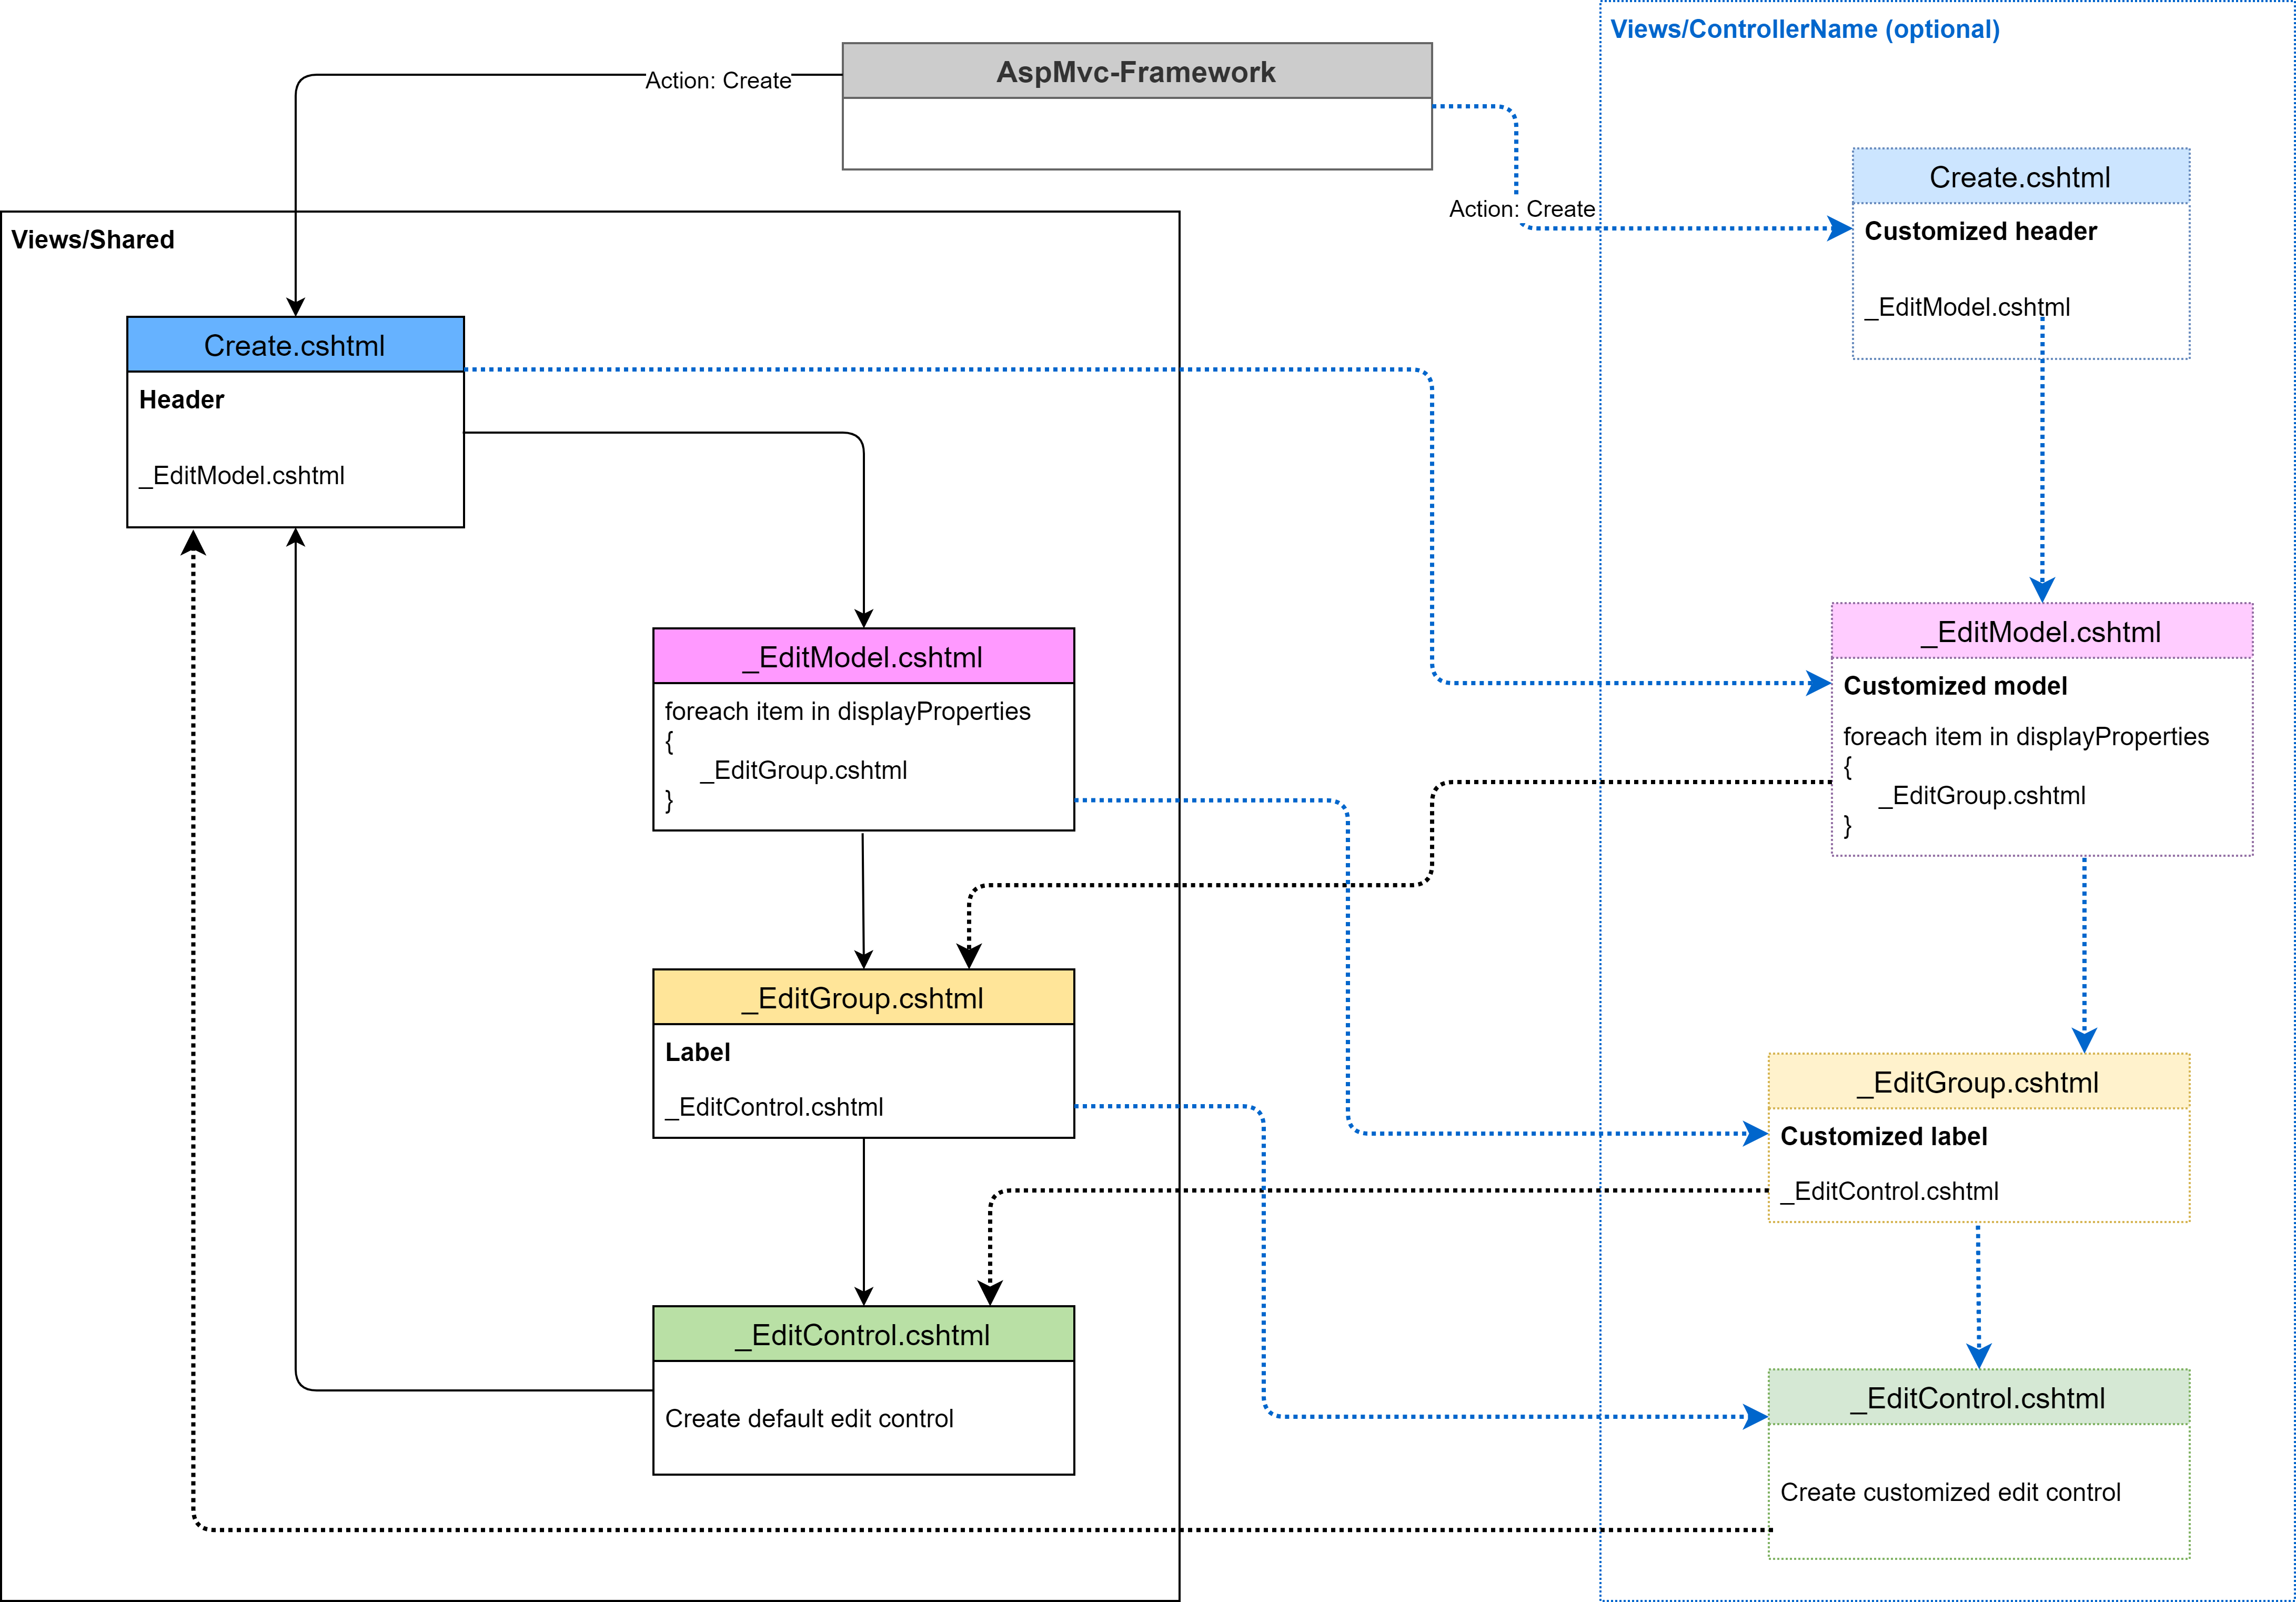 Views/ControllerName (optional)
AspMvc-Framework
Action: Create
Action: Create
Create.cshtml
Customized header
_EditModel.cshtml
Views/Shared
Create.cshtml
Header
_EditModel.cshtml
_EditModel.cshtml
foreach item in displayProperties
{
_EditGroup.cshtml
}
_EditModel.cshtml
Customized model
foreach item in displayProperties
{
_EditGroup.cshtml
}
_EditGroup.cshtml
Label
_EditControl.cshtml
_EditGroup.cshtml
Customized label
_EditControl.cshtml
_EditControl.cshtml
Create default edit control
_EditControl.cshtml
Create customized edit control